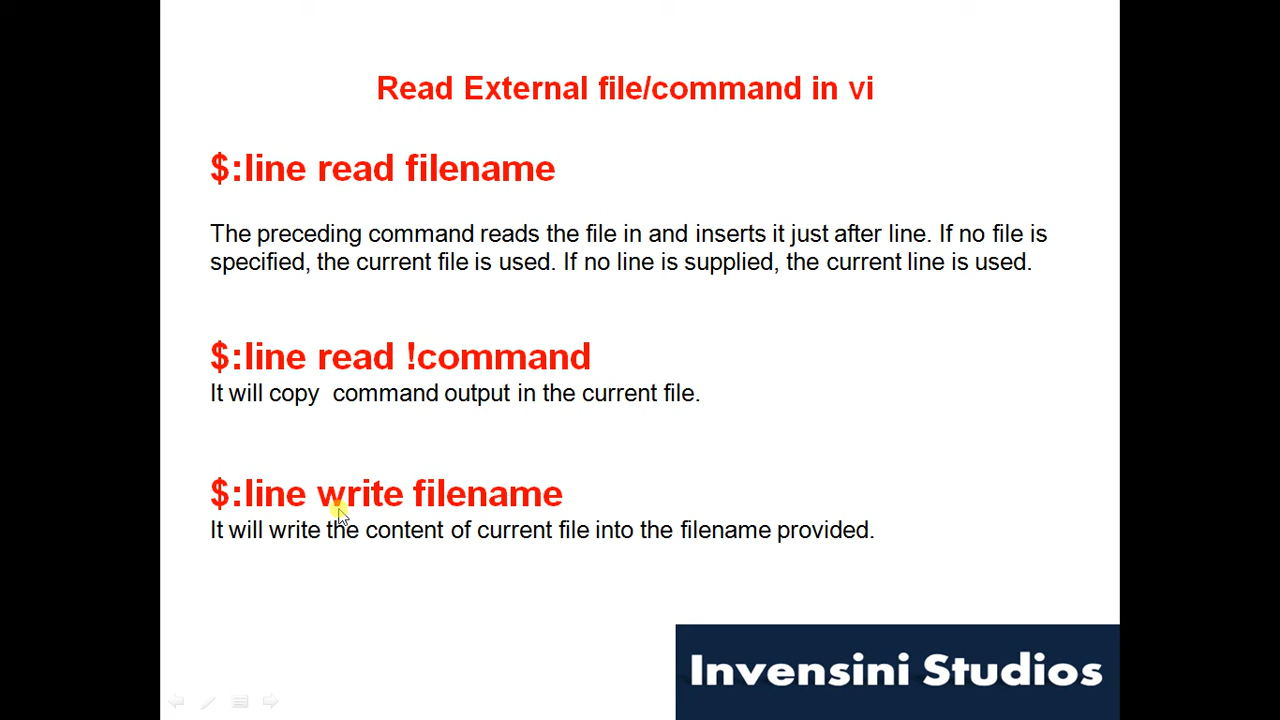 Read External file/command in vi
$:line read filename
The preceding command reads the file in and inserts it just after line. If no file is
specified, the current file is used. If no line is supplied, the current line is used.
$:line read !command
It will copy  command output in the current file.
$:line write filename
It will write the content of current file into the filename provided.
Invensini Studios